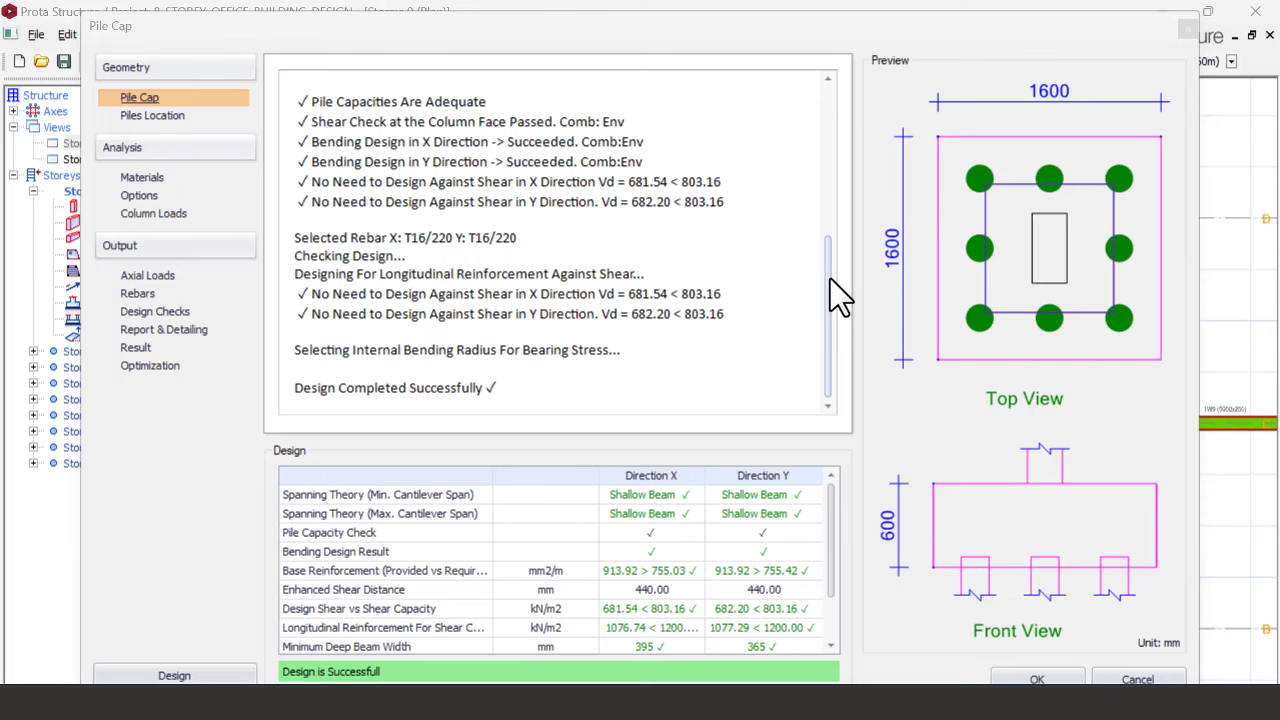 Pile Cap
File Edit
Structure
Axes
Views
Storeys
Geometry
Pile Cap
Piles Location
Analysis
Materials
Options
Column Loads
Output
Axial Loads
Rebars
Design Checks
Report & Detailing
Result
Optimization
Design
✓ Pile Capacities Are Adequate
✓ Shear Check at the Column Face Passed. Comb: Env
✓ Bending Design in X Direction -> Succeeded. Comb:Env
✓ Bending Design in Y Direction -> Succeeded. Comb:Env
✓ No Need to Design Against Shear in X Direction Vd = 681.54 < 803.16
✓ No Need to Design Against Shear in Y Direction. Vd = 682.20 < 803.16
Selected Rebar X: T16/220 Y: T16/220
Checking Design...
Designing For Longitudinal Reinforcement Against Shear...
✓ No Need to Design Against Shear in X Direction Vd = 681.54 < 803.16
✓ No Need to Design Against Shear in Y Direction. Vd = 682.20 < 803.16
Selecting Internal Bending Radius For Bearing Stress...
Design Completed Successfully ✓
Design
Direction X Direction Y
Spanning Theory (Min. Cantilever Span) Shallow Beam ✓ Shallow Beam ✓
Spanning Theory (Max. Cantilever Span) Shallow Beam ✓ Shallow Beam ✓
Pile Capacity Check ✓ ✓
Bending Design Result ✓ ✓
Base Reinforcement (Provided vs Requir... mm2/m 913.92 > 755.03 ✓ 913.92 > 755.42 ✓
Enhanced Shear Distance mm 440.00 440.00
Design Shear vs Shear Capacity kN/m2 681.54 < 803.16 ✓ 682.20 < 803.16 ✓
Longitudinal Reinforcement For Shear C... kN/m2 1076.74 < 1200.... 1077.29 < 1200.00 ✓
Minimum Deep Beam Width mm 395 ✓ 365 ✓
Design is Successfull
Preview
1600
1600
Top View
600
Front View
Unit: mm
OK Cancel